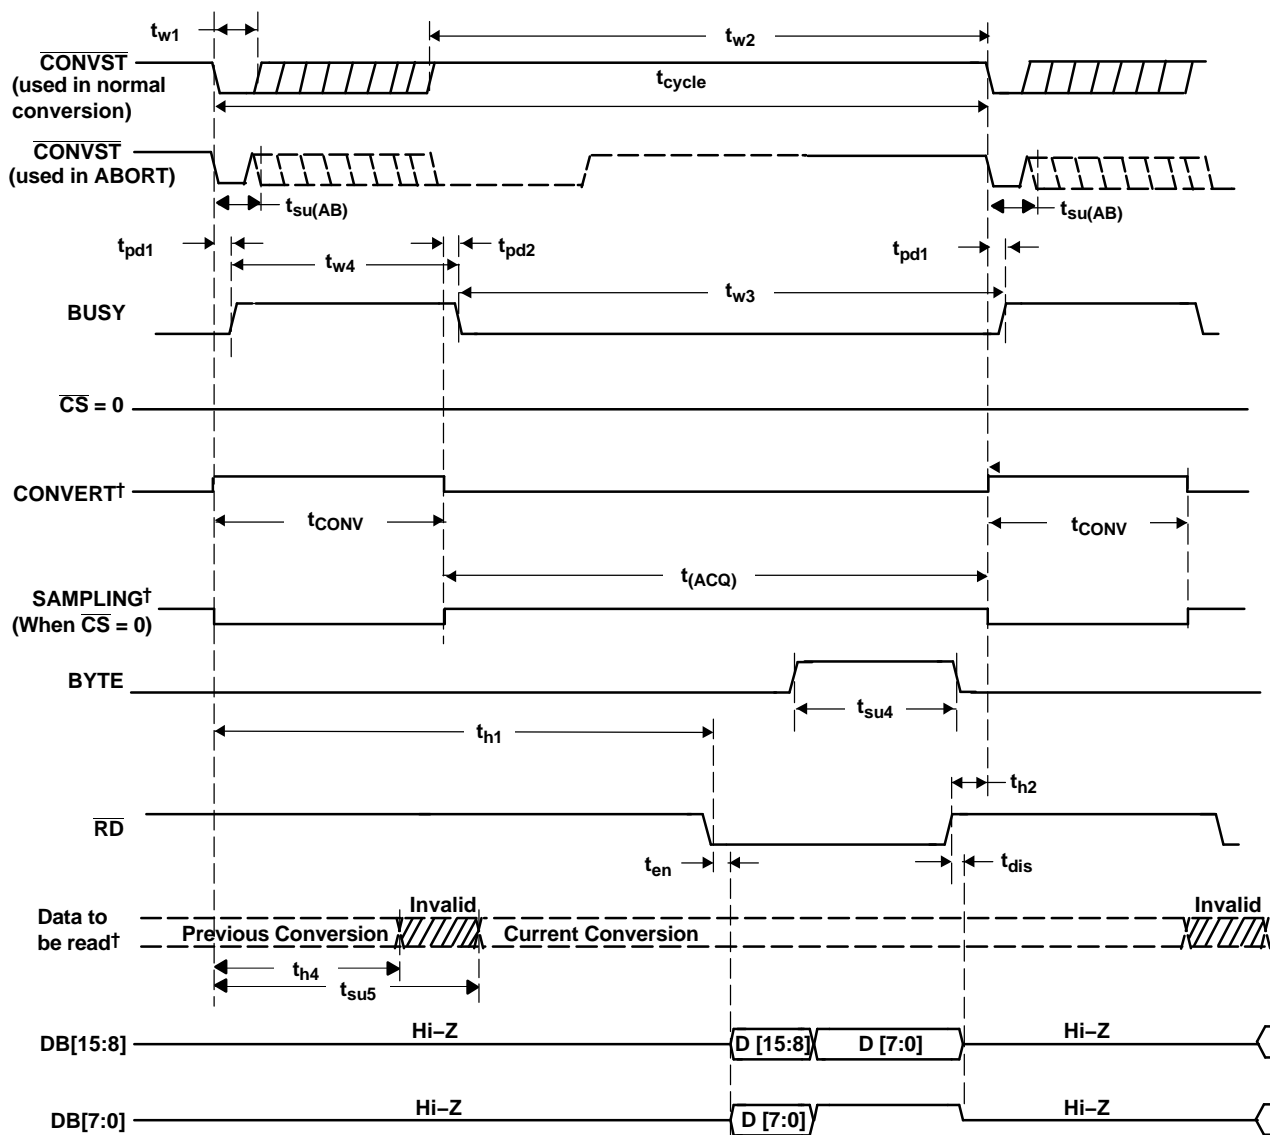 tw1
tw2
CONVST
(used in normal
conversion)
tcycle
CONVST
(used in ABORT)
tsu(AB)
tsu(AB)
tpd1
tw4
tpd2
tpd1
tw3
BUSY
CS = 0
CONVERT†
tCONV
tCONV
t(ACQ)
SAMPLING†
(When CS = 0)
BYTE
tsu4
th1
th2
RD
ten
tdis
Data to
be read†
Invalid
Invalid
Previous Conversion
Current Conversion
th4
tsu5
Hi–Z
Hi–Z
DB[15:8]
D [15:8]
D [7:0]
Hi–Z
Hi–Z
DB[7:0]
D [7:0]